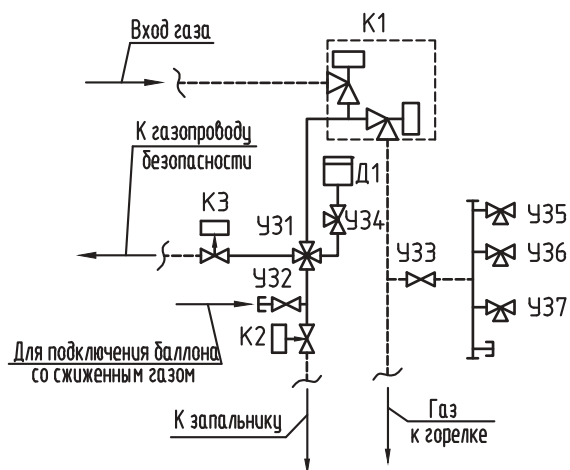 К1
Вход газа
К газопроводу
безопасности
Д1
К3
УЗ1
УЗ4
УЗ5
УЗ3
УЗ6
УЗ2
УЗ7
К2
Для подключения баллона
со сжиженным газом
К запальнику
Газ
к горелке